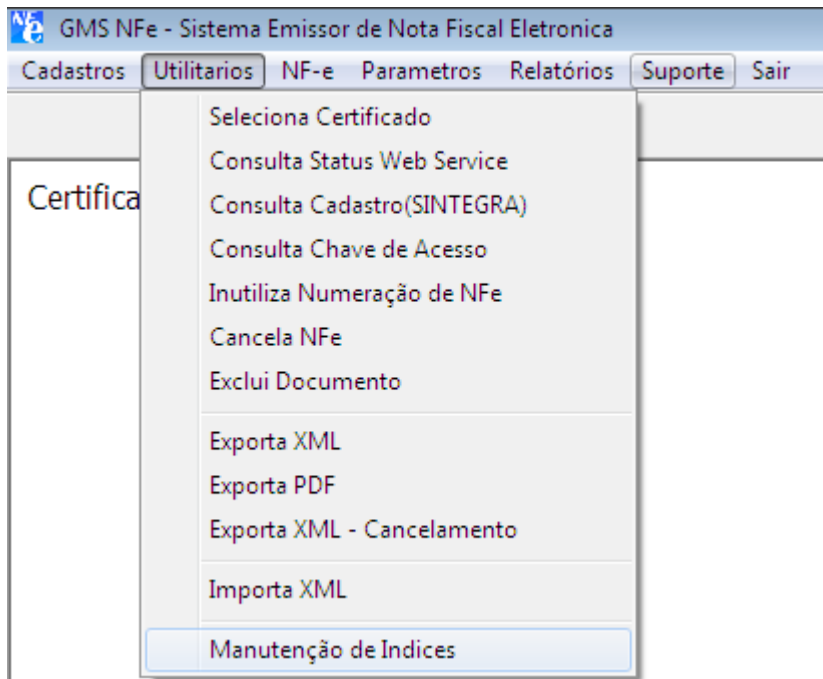 GMS NFe - Sistema Emissor de Nota Fiscal Eletronica
Cadastros Utilitarios NF-e Parametros Relatórios Suporte Sair
Seleciona Certificado
Consulta Status Web Service
Certifica
Consulta Cadastro(SINTEGRA)
Consulta Chave de Acesso
Inutiliza Numeração de NFe
Cancela NFe
Exclui Documento
Exporta XML
Exporta PDF
Exporta XML - Cancelamento
Importa XML
Manutenção de Indices